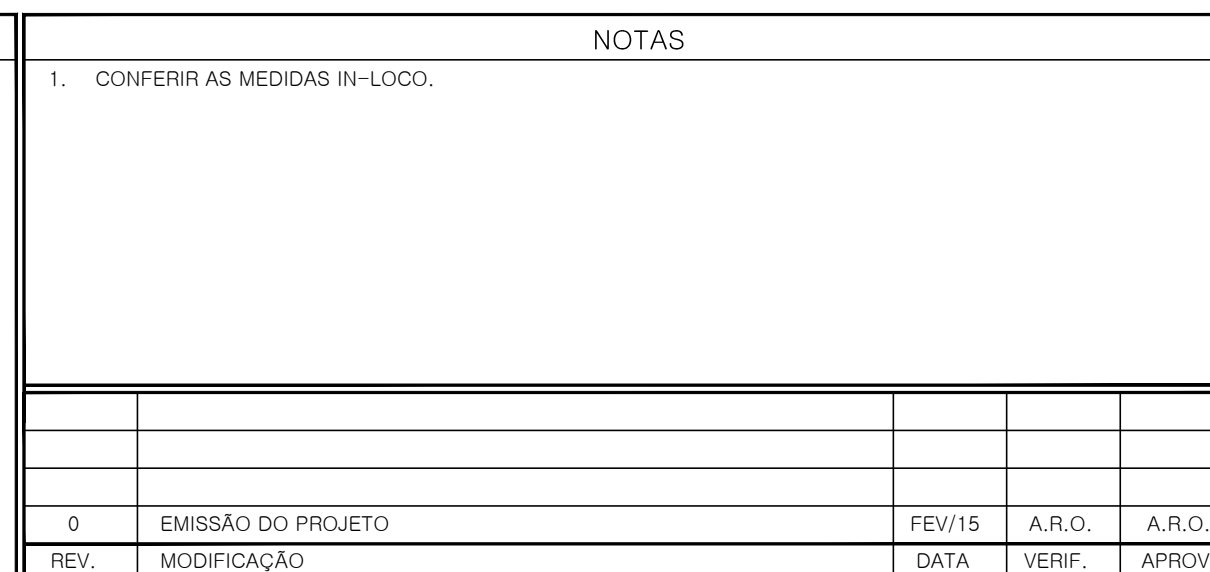 NOTAS
1. CONFERIR AS MEDIDAS IN-LOCO.
0 EMISSÃO DO PROJETO FEV/15 A.R.O. A.R.O.
REV. MODIFICAÇÃO DATA VERIF. APROV